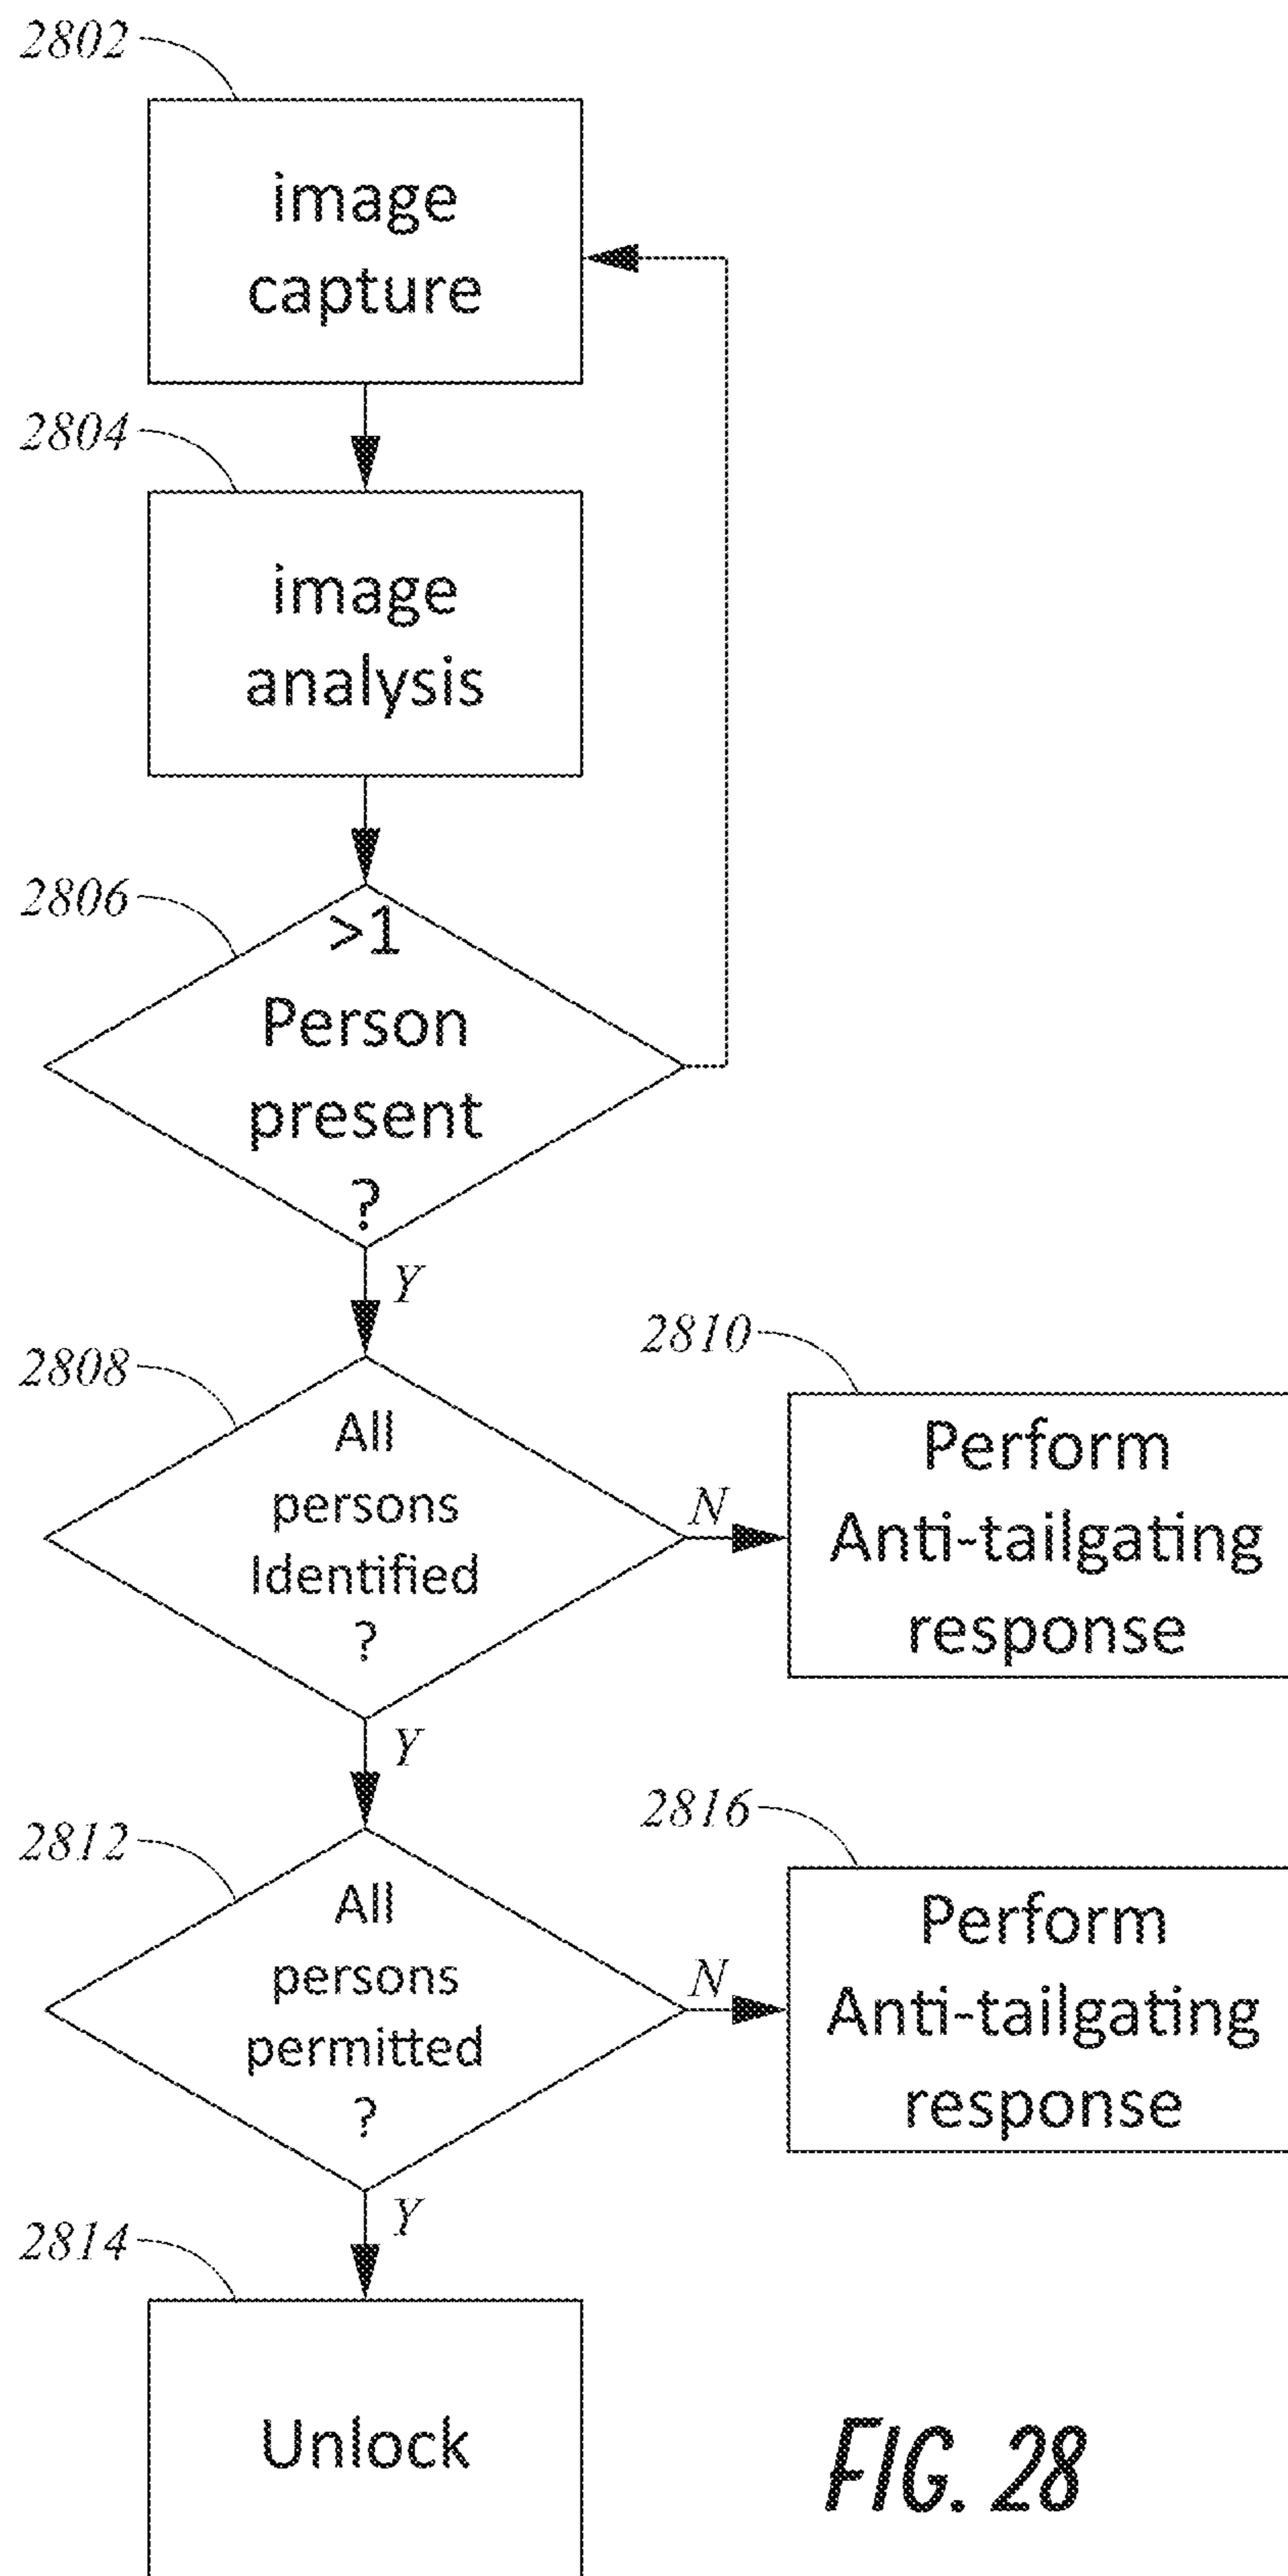 2802
image
capture
2804
image
analysis
2806
>1
Person
present
?
Y
2808
All
persons
Identified
?
N
2810
Perform
Anti-tailgating
response
Y
2812
All
persons
permitted
?
N
2816
Perform
Anti-tailgating
response
Y
2814
Unlock
FIG. 28